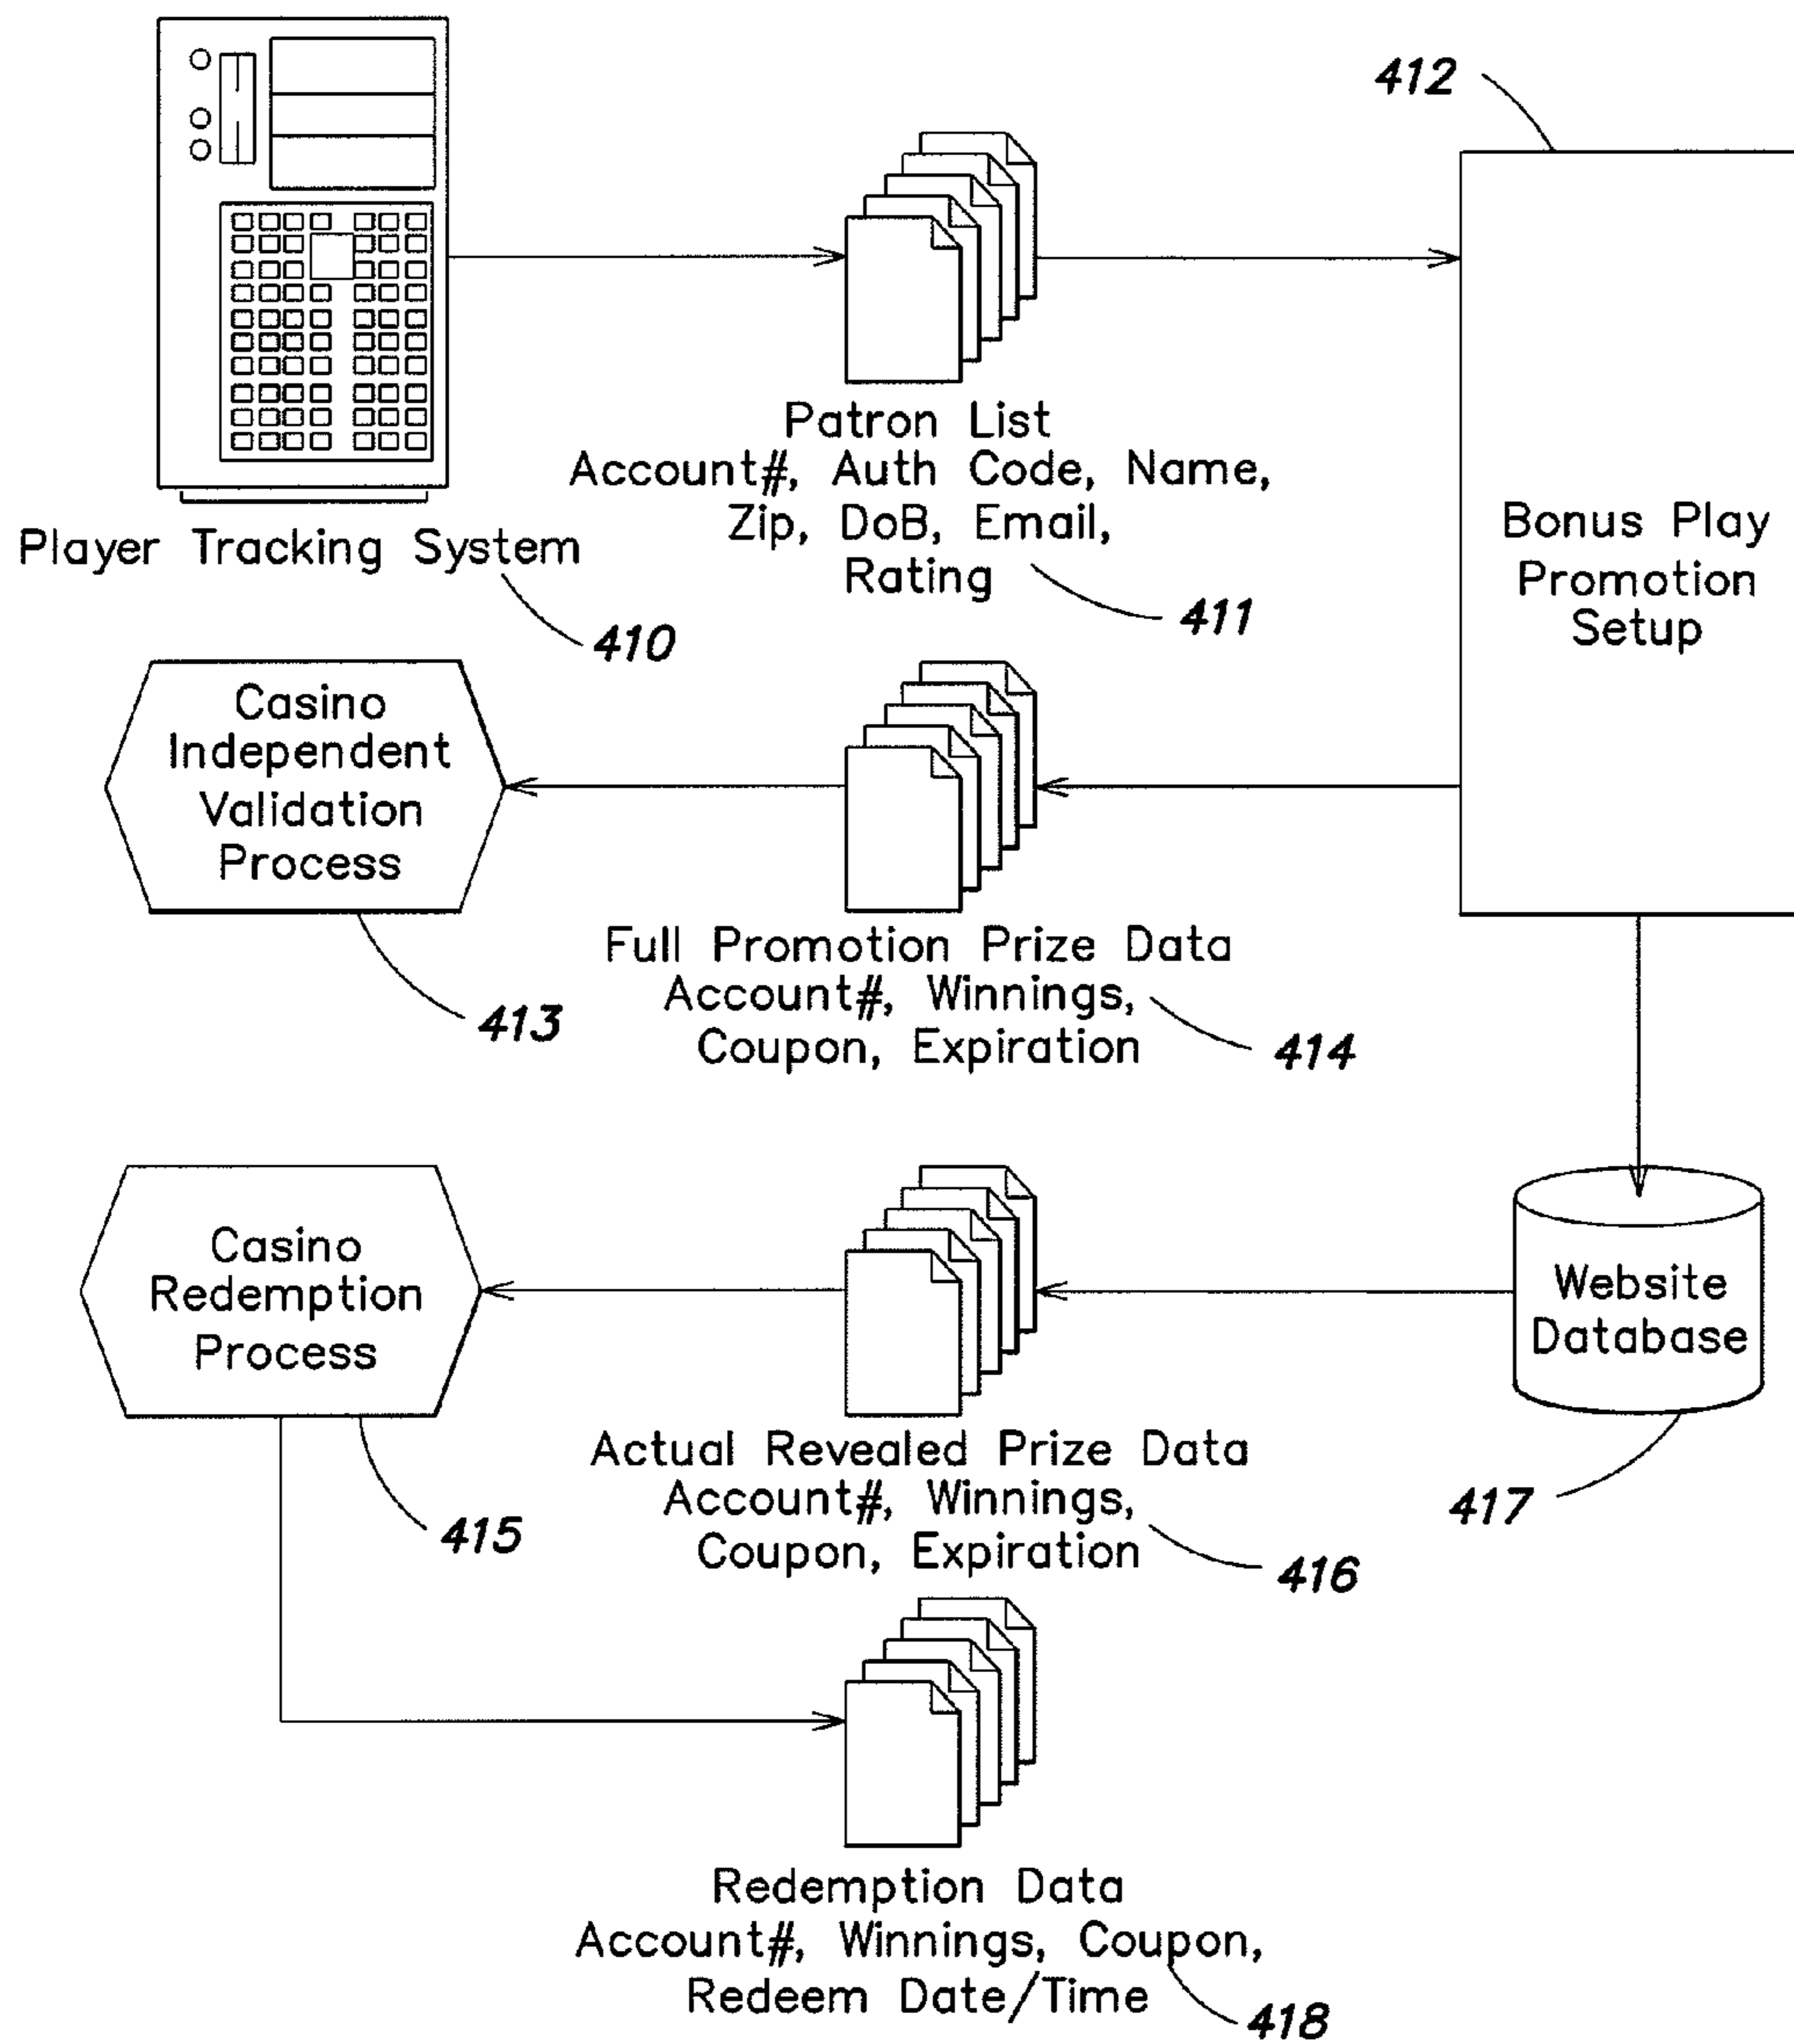 412
Patron List
Account#, Auth Code, Name,
Zip, DoB, Email,
Rating
411
Player Tracking System
410
Bonus Play
Promotion
Setup
Casino
Independent
Validation
Process
413
Full Promotion Prize Data
Account#, Winnings,
Coupon, Expiration
414
Casino
Redemption
Process
415
Actual Revealed Prize Data
Account#, Winnings,
Coupon, Expiration
416
Website
Database
417
Redemption Data
Account#, Winnings, Coupon,
Redeem Date/Time
418